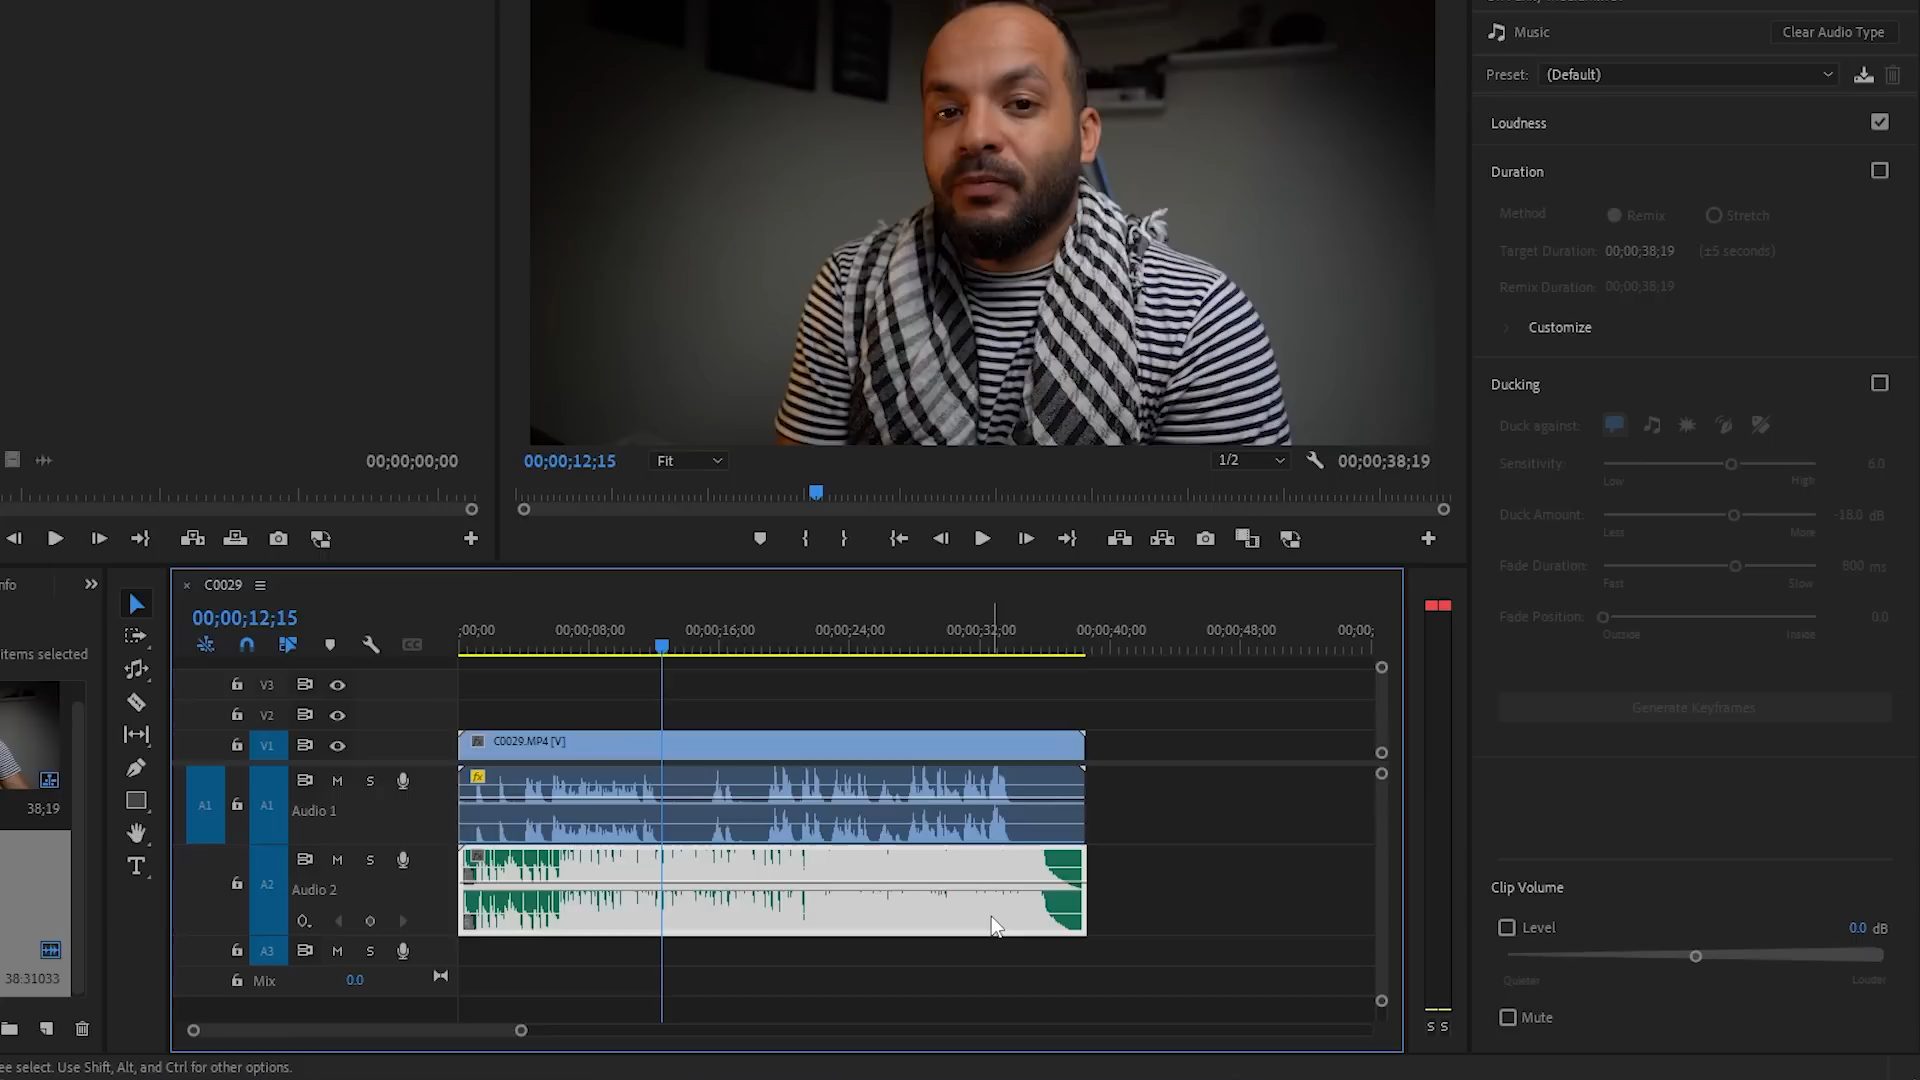 Music
Clear Audio Type
Preset:
(Default)
Loudness
Duration
Method
Remix
Stretch
Target Duration: 00;00;38;19 (±5 seconds)
Remix Duration: 00;00;38;19
Customize
Ducking
Duck against:
Sensitivity:
6.0
Low
High
Duck Amount:
-18.0 dB
Less
More
Fade Duration:
800 ms
Fast
Slow
Fade Position:
0.0
Outside
Inside
Generate Keyframes
Clip Volume
Level
0.0 dB
Quieter
Louder
Mute
00;00;00;00
00;00;12;15
Fit
1/2
00;00;38;19
nfo
items selected
38;19
38:31033
C0029
00;00;12;15
;00;00
00;00;08;00
00;00;16;00
00;00;24;00
00;00;32;00
00;00;40;00
00;00;48;00
00;00;
V3
V2
V1
C0029.MP4 [V]
fx
A1
A1
M
S
Audio 1
fx
A2
M
S
Audio 2
A3
M
S
Mix
0.0
S S
ee select. Use Shift, Alt, and Ctrl for other options.